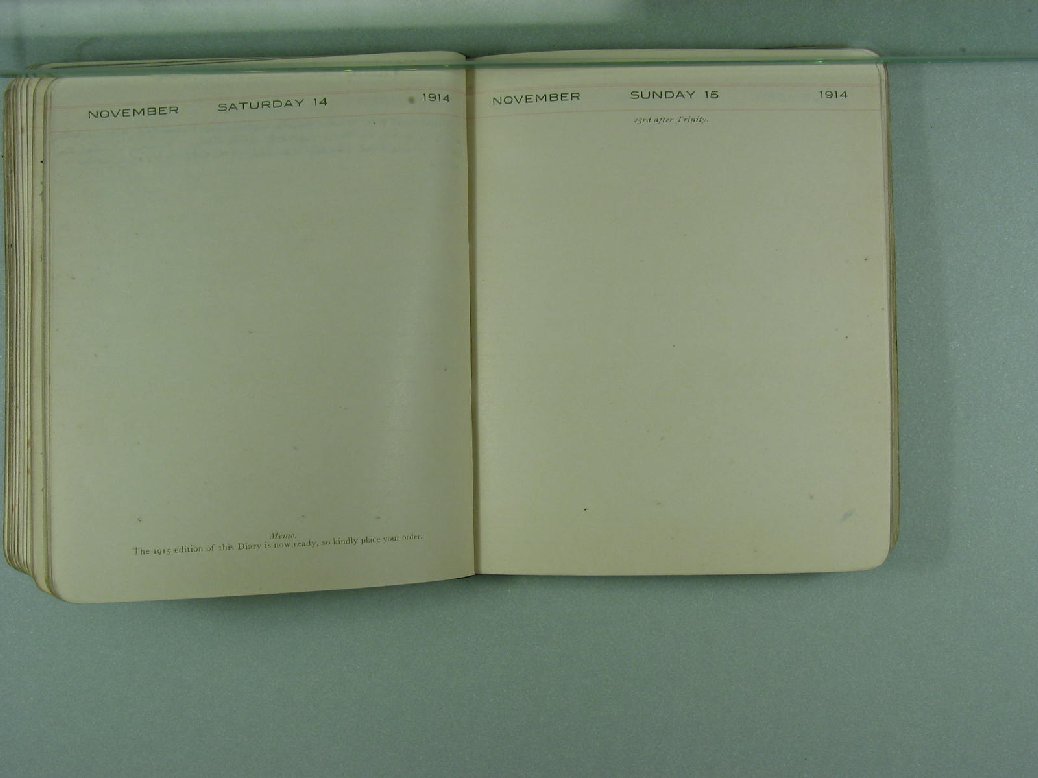 NOVEMBER SATURDAY 14 1914
Memo.
The 1915 edition of this Diary is now ready, so kindly place your order.
NOVEMBER SUNDAY 15 1914
23rd after Trinity.